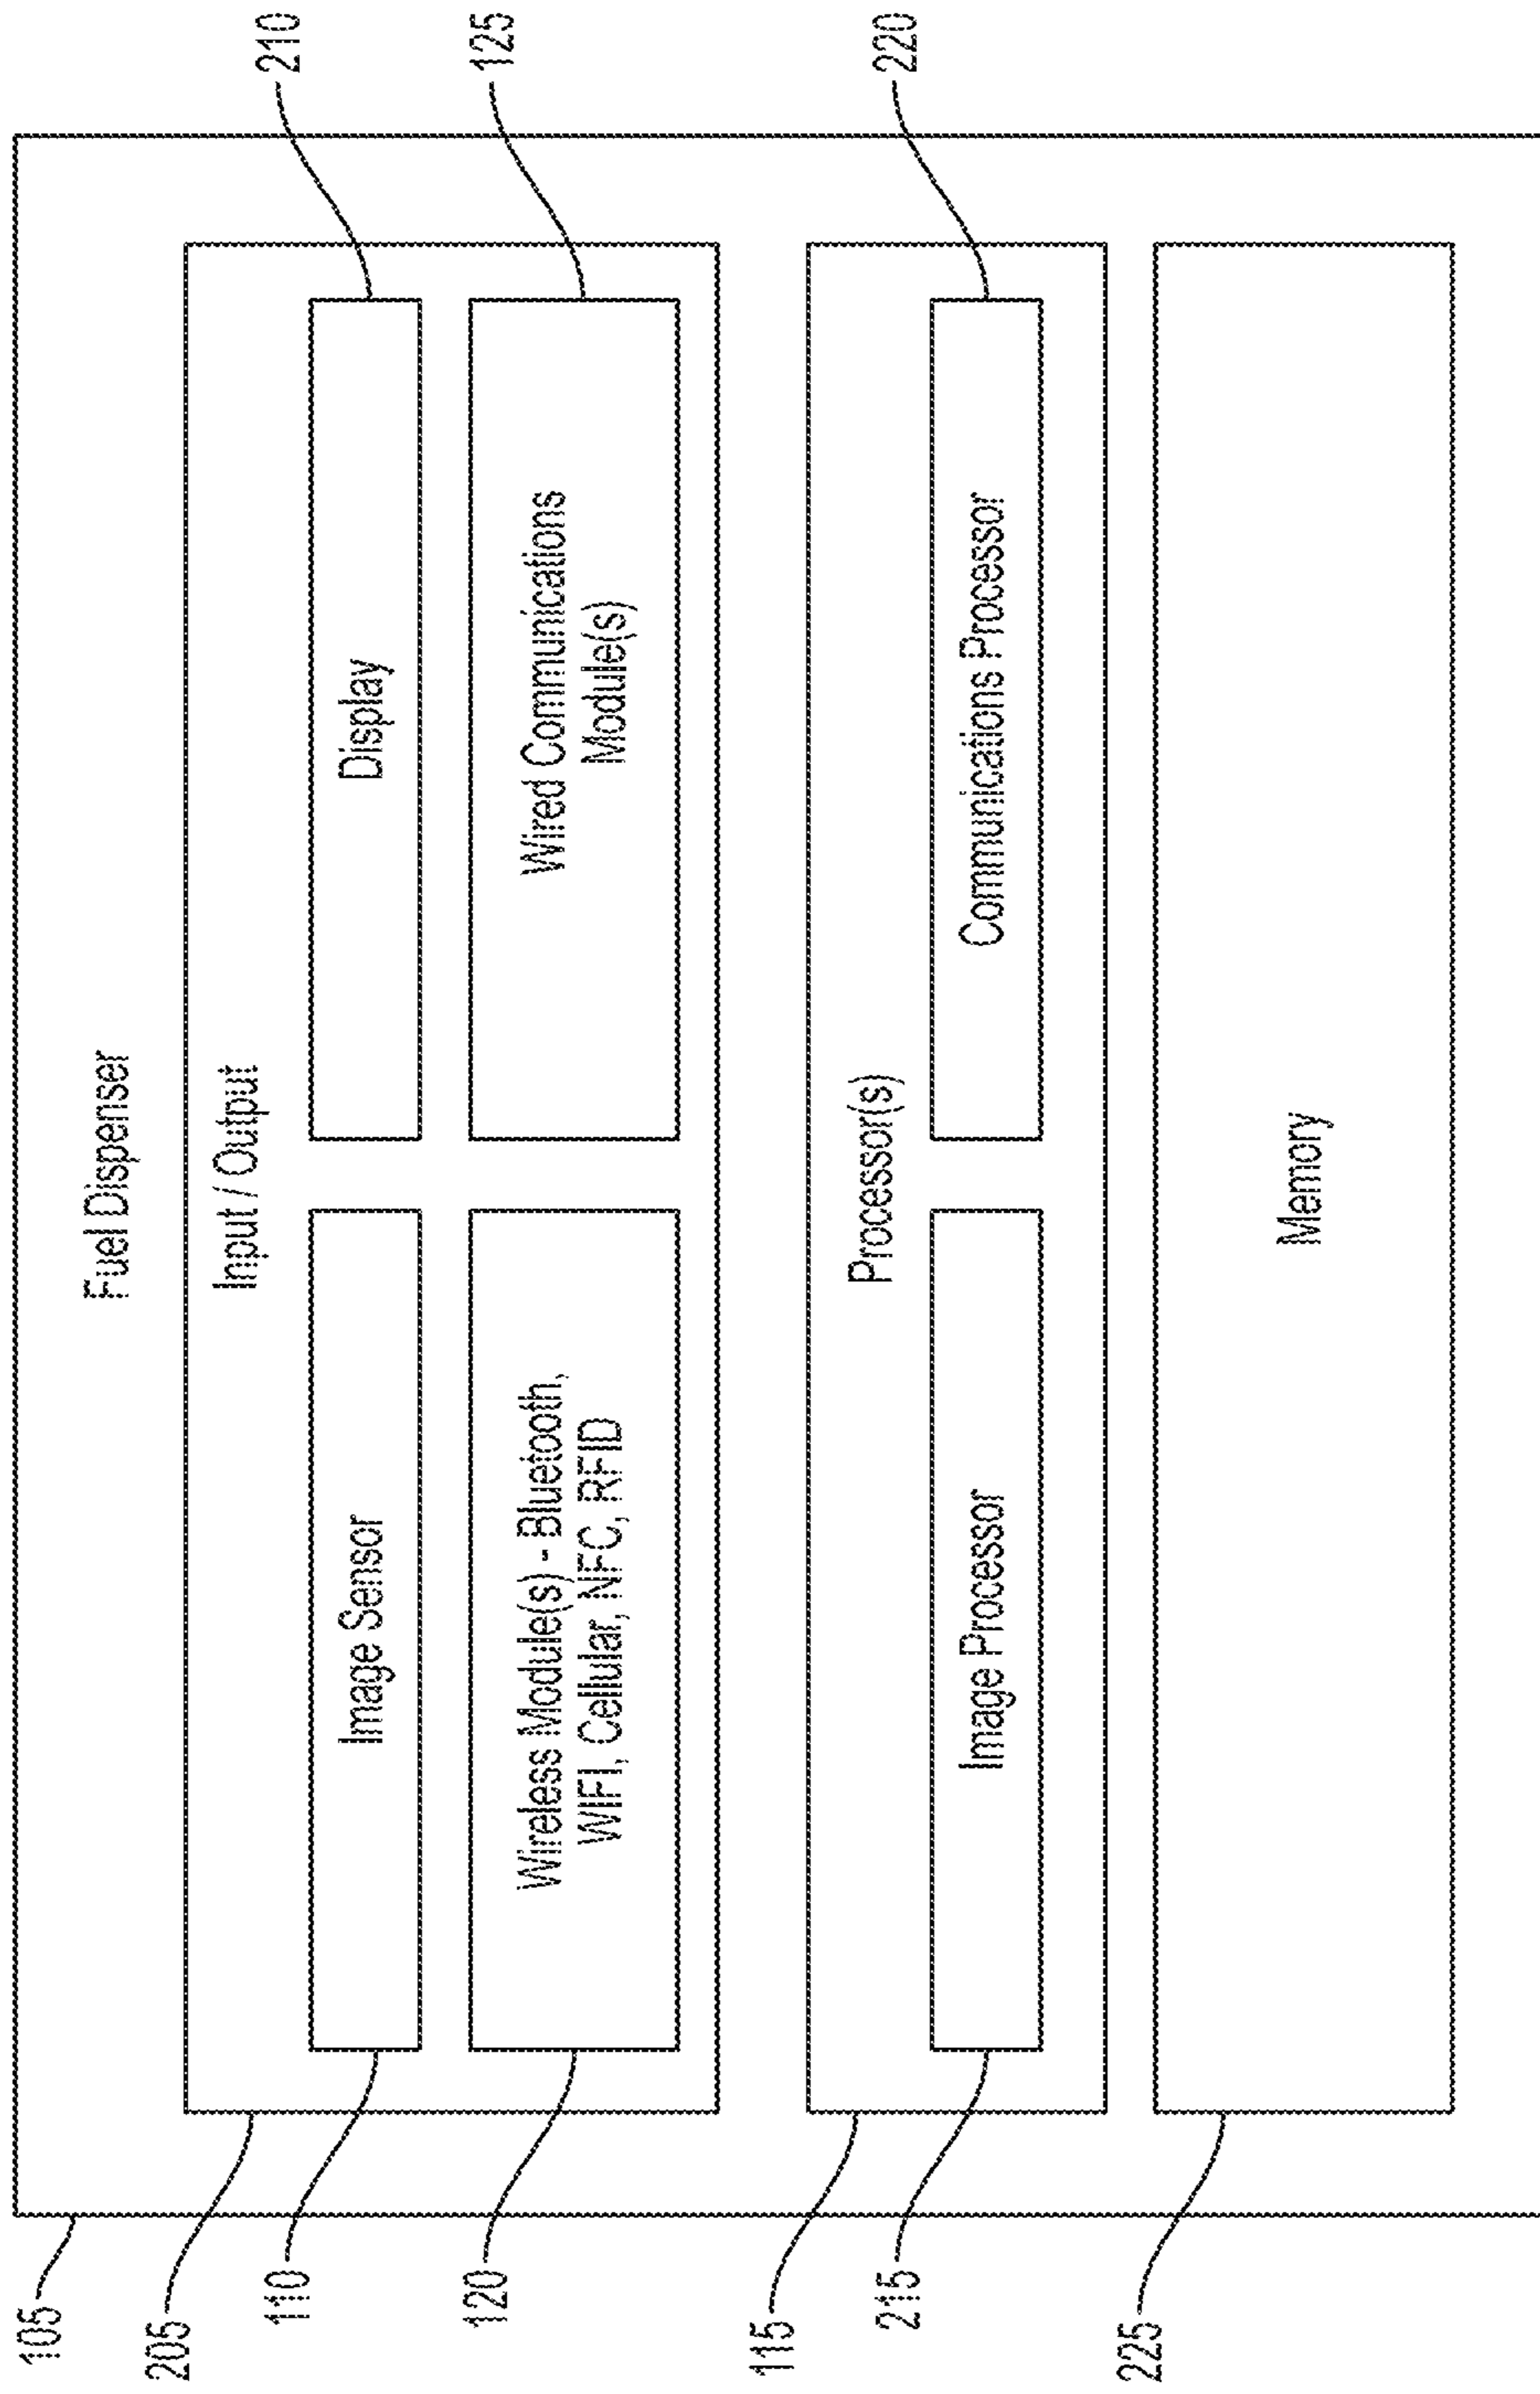 Fuel Dispenser
105
Input / Output
205
Image Sensor
110
Display
210
Wireless Module(s) - Bluetooth,
WIFI, Cellular, NFC, RFID
120
Wired Communications
Module(s)
125
Processor(s)
115
Image Processor
215
Communications Processor
220
Memory
225